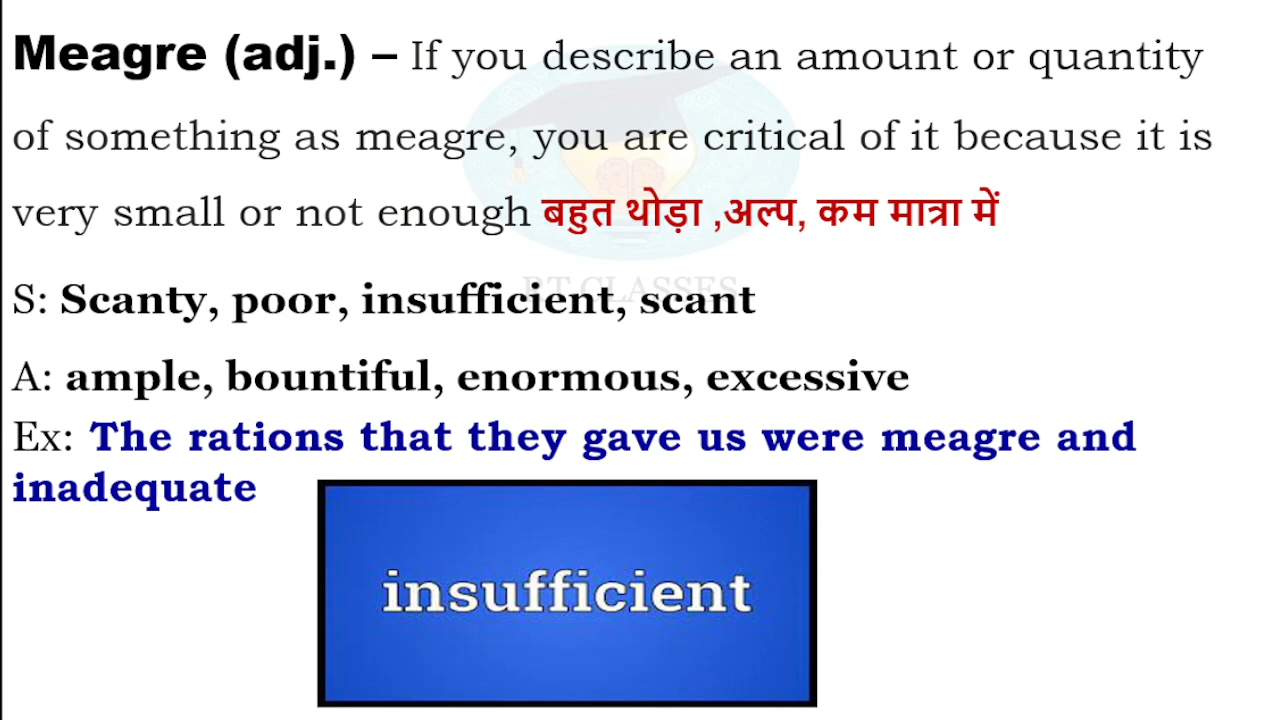 Meagre (adj.) – If you describe an amount or quantity
of something as meagre, you are critical of it because it is
very small or not enough बहुत थोड़ा ,अल्प, कम मात्रा में
RT CLASSES
S: Scanty, poor, insufficient, scant
A: ample, bountiful, enormous, excessive
Ex: The rations that they gave us were meagre and
inadequate
insufficient